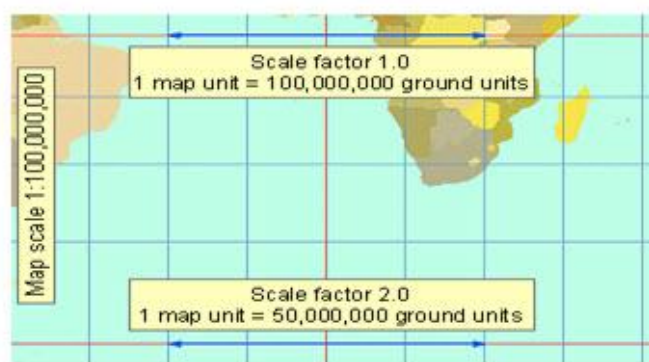 Scale factor 1.0
1 map unit = 100,000,000 ground units
Map scale 1:100,000,000
Scale factor 2.0
1 map unit = 50,000,000 ground units